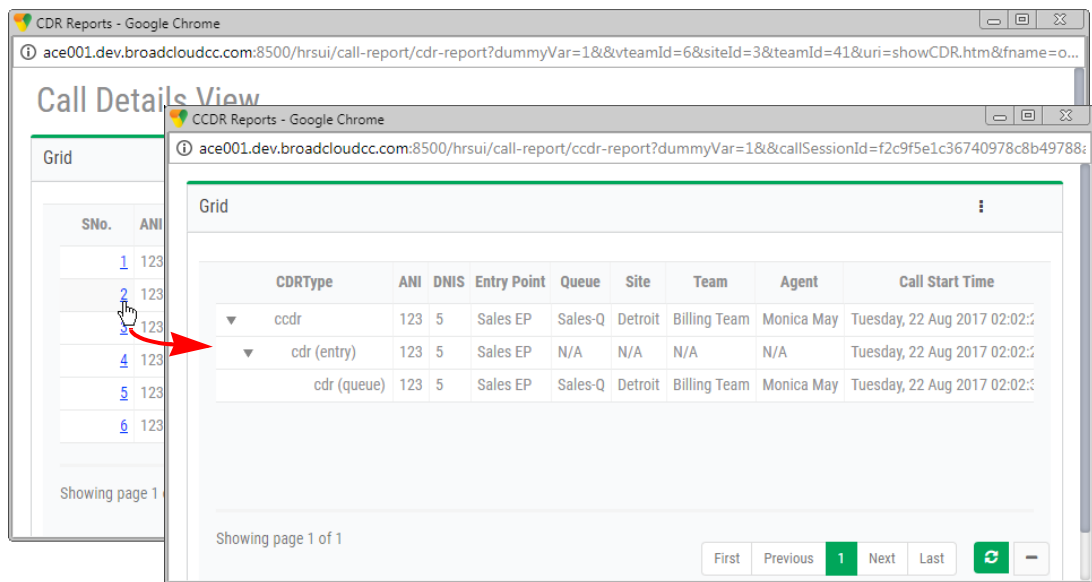 CDR Reports - Google Chrome
ace001.dev.broadcloudcc.com:8500/hrsui/call-report/cdr-report?dummyVar=1&&vteamId=6&siteId=3&teamId=41&uri=showCDR.htm&fname=o...
Call Details View
Grid
SNo. ANI
1 123
2 123
3 123
4 123
5 123
6 123
Showing page 1
CCDR Reports - Google Chrome
ace001.dev.broadcloudcc.com:8500/hrsui/call-report/ccdr-report?dummyVar=1&&callSessionId=f2c9f5e1c36740978c8b49788
Grid
CDRType ANI DNIS Entry Point Queue Site Team Agent Call Start Time
ccdr 123 5 Sales EP Sales-Q Detroit Billing Team Monica May Tuesday, 22 Aug 2017 02:02:2
cdr (entry) 123 5 Sales EP N/A N/A N/A N/A Tuesday, 22 Aug 2017 02:02:2
cdr (queue) 123 5 Sales EP Sales-Q Detroit Billing Team Monica May Tuesday, 22 Aug 2017 02:02:3
Showing page 1 of 1
First Previous 1 Next Last